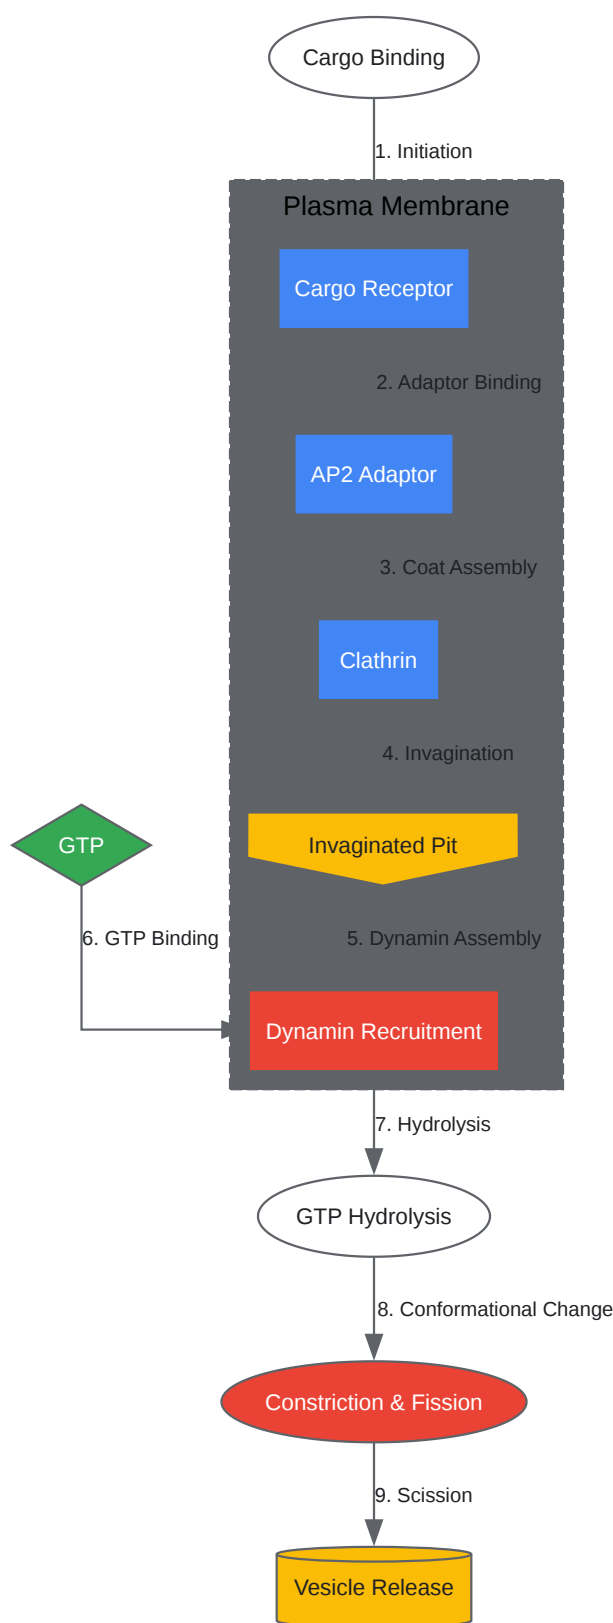 Cargo Binding
1. Initiation
Plasma Membrane
Cargo Receptor
2. Adaptor Binding
AP2 Adaptor
3. Coat Assembly
Clathrin
4. Invagination
GTP
Invaginated Pit
6. GTP Binding
5. Dynamin Assembly
Dynamin Recruitment
7. Hydrolysis
GTP Hydrolysis
8. Conformational Change
Constriction & Fission
9. Scission
Vesicle Release